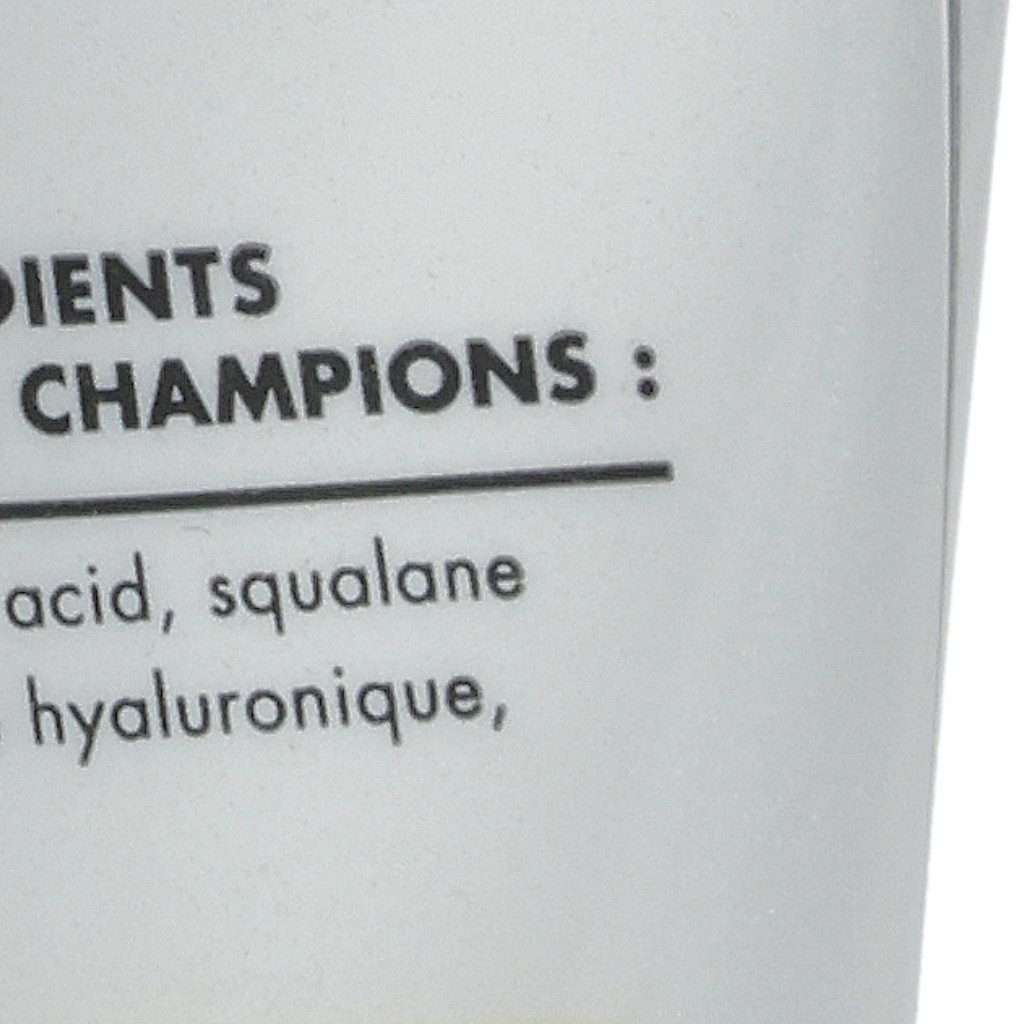 DIENTS
CHAMPIONS :
acid, squalane
hyaluronique,